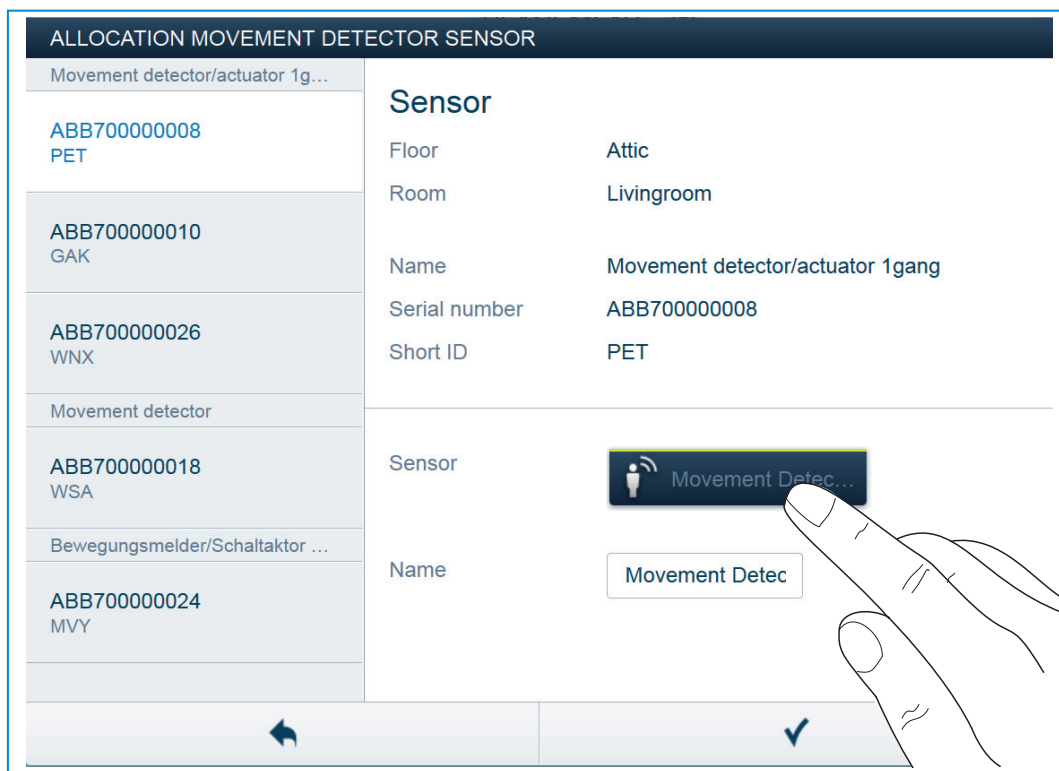 ALLOCATION MOVEMENT DETECTOR SENSOR
Movement detector/actuator 1g...
ABB700000008
PET
ABB700000010
GAK
ABB700000026
WNX
Movement detector
ABB700000018
WSA
Bewegungsmelder/Schaltaktor ...
ABB700000024
MVY
Sensor
Floor Attic
Room Livingroom
Name Movement detector/actuator 1gang
Serial number ABB700000008
Short ID PET
Sensor Movement Detec...
Name Movement Detec